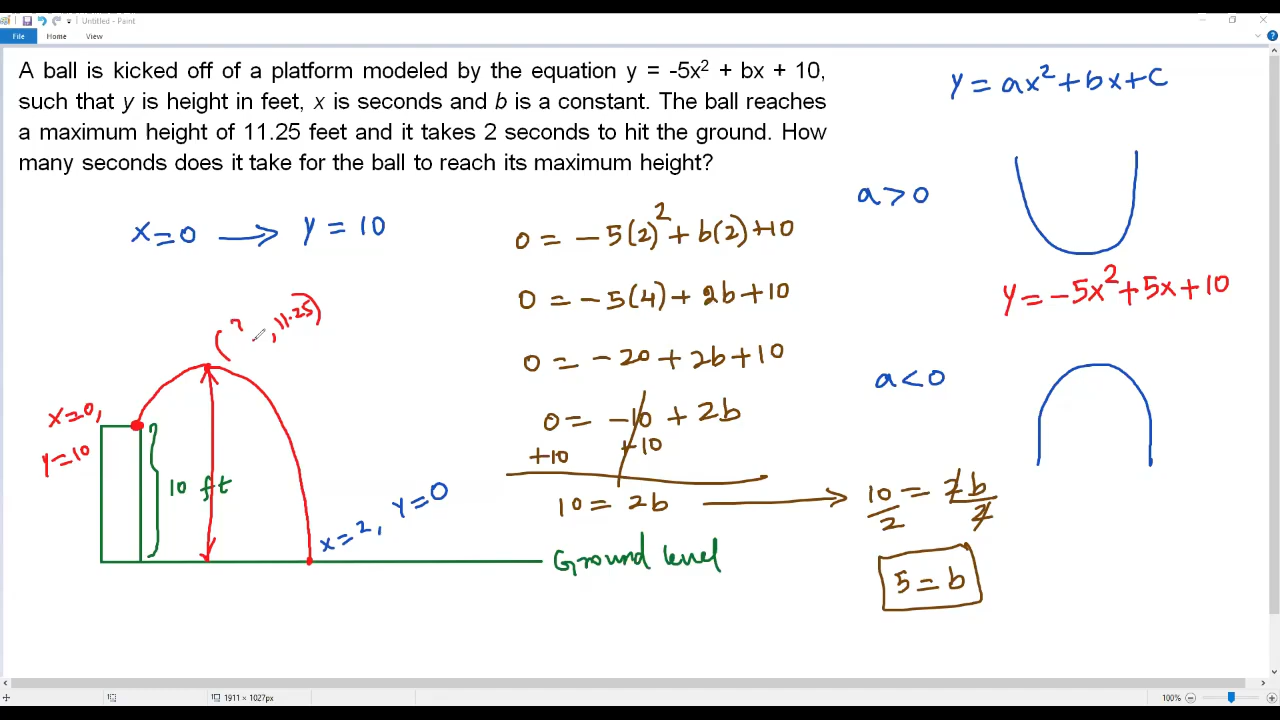 Untitled - Paint
File Home View
A ball is kicked off of a platform modeled by the equation y = -5x² + bx + 10,
such that y is height in feet, x is seconds and b is a constant. The ball reaches
a maximum height of 11.25 feet and it takes 2 seconds to hit the ground. How
many seconds does it take for the ball to reach its maximum height?
y = ax² + bx + c
a > 0
x = 0 → y = 10
0 = -5(2)² + b(2) + 10
y = -5x² + 5x + 10
0 = -5(4) + 2b + 10
(? , 11.25)
0 = -20 + 2b + 10
a < 0
0 = -10 + 2b
+10 +10
x = 0,
y = 10
10 ft
x = 2, y = 0
10 = 2b → 10/2 = 2b/2
Ground level
5 = b
1911 × 1027px
100%